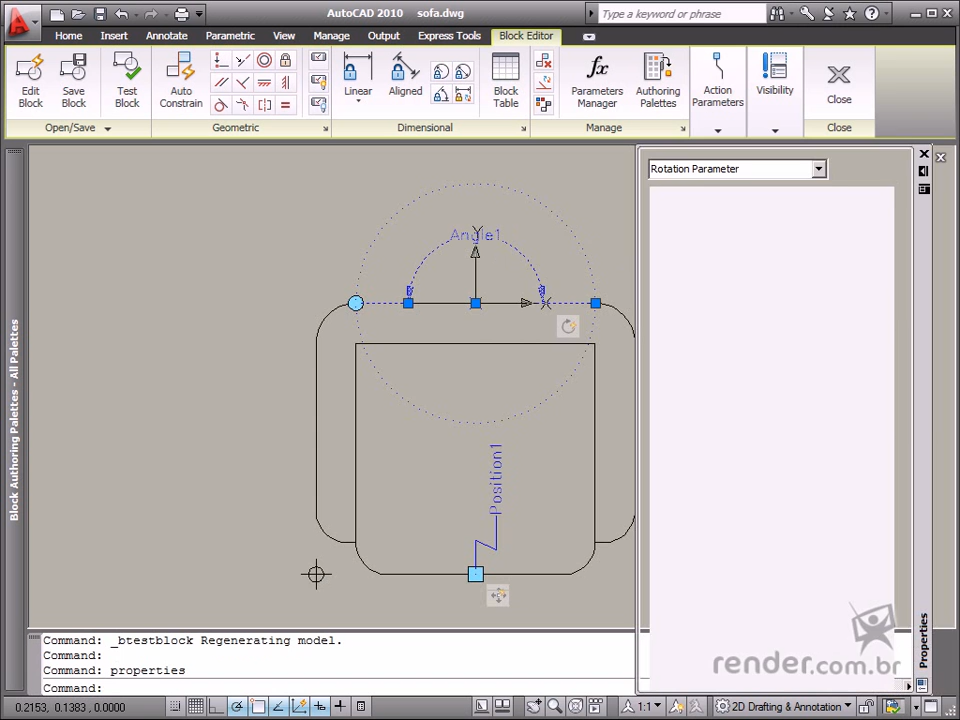 AutoCAD 2010 sofa.dwg
Type a keyword or phrase
Home Insert Annotate Parametric View Manage Output Express Tools Block Editor
Edit Block
Save Block
Test Block
Auto Constrain
Linear
Aligned
Block Table
Parameters Manager
Authoring Palettes
Action Parameters
Visibility
Close
Open/Save Geometric Dimensional Manage Close
Rotation Parameter
Y
Angle1
X
Position1
Block Authoring Palettes - All Palettes
Properties
Command: _btestblock Regenerating model.
Command:
Command: properties
Command:
render.com.br
0.2153, 0.1383, 0.0000
1:1
2D Drafting & Annotation